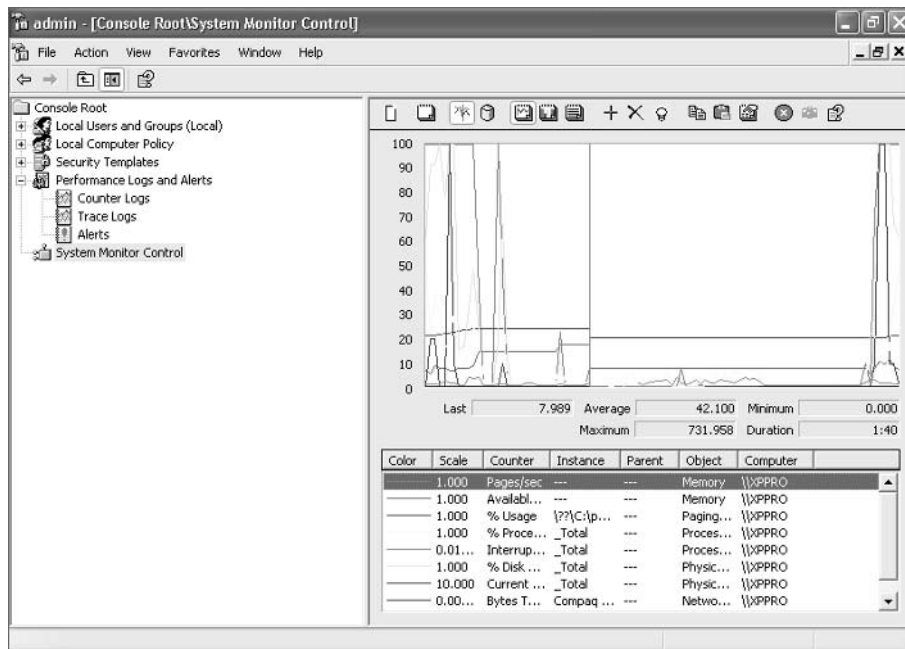 admin - [Console Root\System Monitor Control]
File Action View Favorites Window Help
Console Root
Local Users and Groups (Local)
Local Computer Policy
Security Templates
Performance Logs and Alerts
Counter Logs
Trace Logs
Alerts
System Monitor Control
100
90
80
70
60
50
40
30
20
10
0
Last 7.989 Average 42.100 Minimum 0.000
Maximum 731.958 Duration 1:40
Color Scale Counter Instance Parent Object Computer
1.000 Pages/sec --- --- Memory \\XPPRO
1.000 Availabl... --- --- Memory \\XPPRO
1.000 % Usage \??\C:\p... --- Paging... \\XPPRO
1.000 % Proce... _Total --- Proces... \\XPPRO
0.01... Interrup... _Total --- Proces... \\XPPRO
1.000 % Disk ... _Total --- Physic... \\XPPRO
10.000 Current ... _Total --- Physic... \\XPPRO
0.00... Bytes T... Compaq ... --- Netwo... \\XPPRO